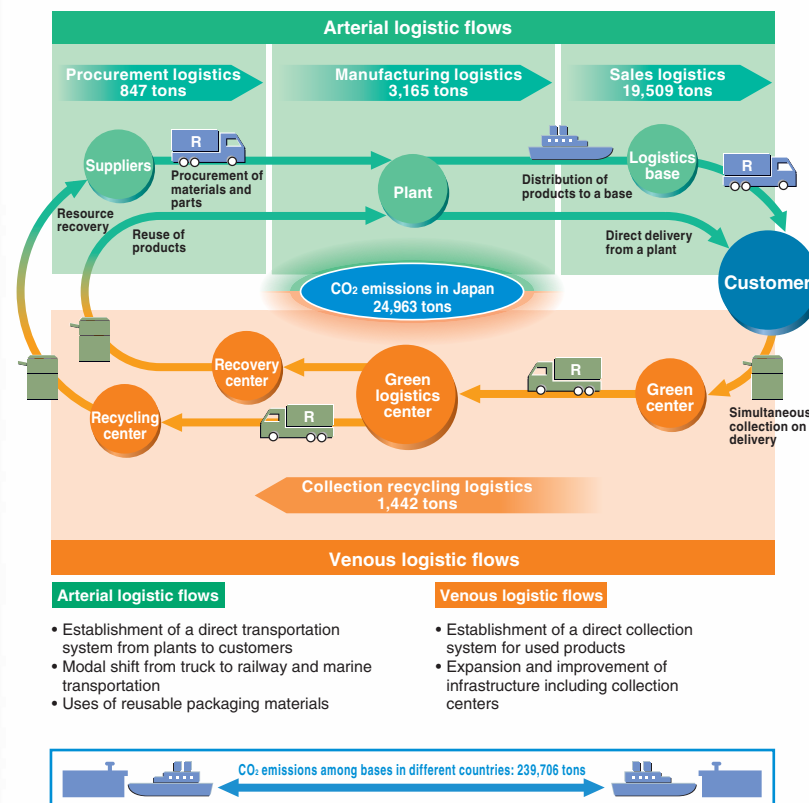 Arterial logistic flows
Procurement logistics
847 tons
Manufacturing logistics
3,165 tons
Sales logistics
19,509 tons
R
Suppliers
Procurement of
materials and
parts
Plant
Distribution of
products to a base
Logistics
base
R
Resource
recovery
Reuse of
products
Direct delivery
from a plant
Customer
CO2 emissions in Japan
24,963 tons
Recovery
center
Green
logistics
center
R
Green
center
Recycling
center
R
Simultaneous
collection on
delivery
Collection recycling logistics
1,442 tons
Venous logistic flows
Arterial logistic flows
• Establishment of a direct transportation
system from plants to customers
• Modal shift from truck to railway and marine
transportation
• Uses of reusable packaging materials
Venous logistic flows
• Establishment of a direct collection
system for used products
• Expansion and improvement of
infrastructure including collection
centers
CO2 emissions among bases in different countries: 239,706 tons